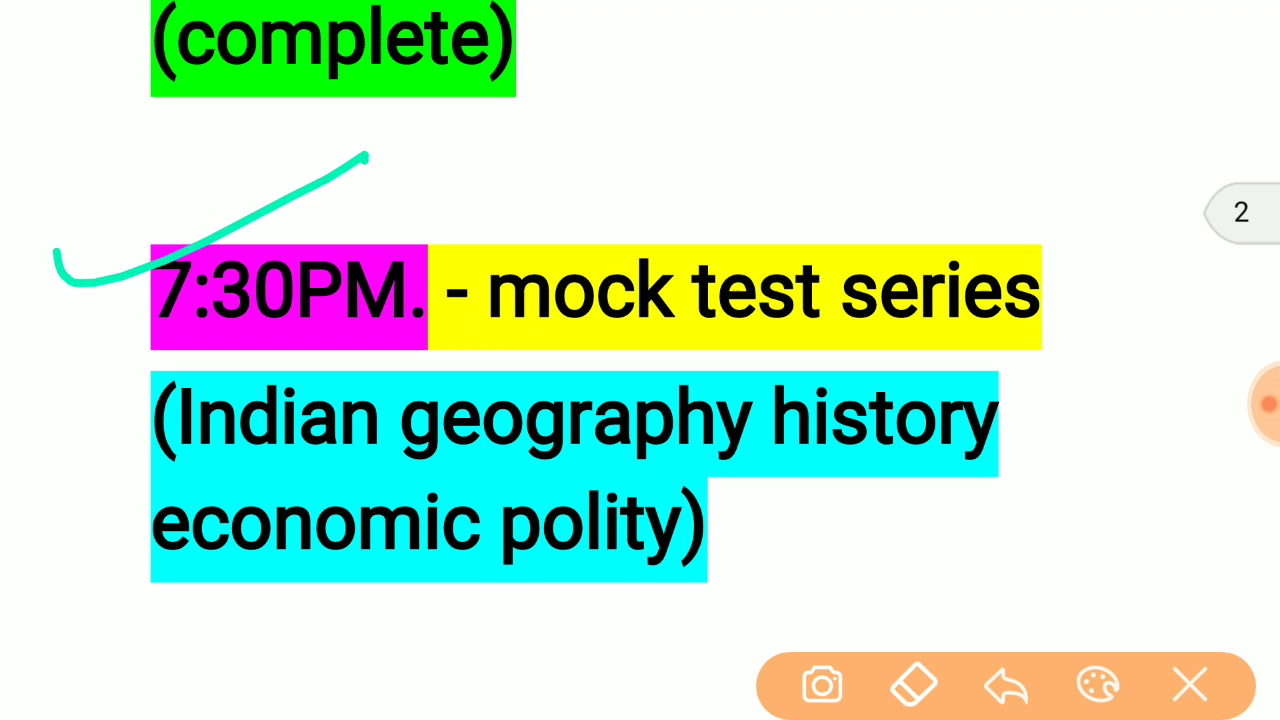 (complete)
2
7:30PM. - mock test series
(Indian geography history
economic polity)